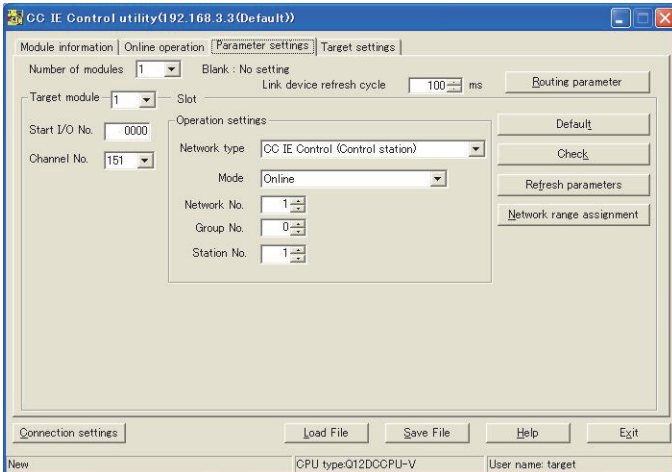 CC IE Control utility(192.168.3.3(Default))
Module information Online operation Parameter settings Target settings
Number of modules 1 Blank : No setting
Link device refresh cycle 100 ms Routing parameter
Target module 1 Slot
Start I/O No. 0000 Operation settings Default
Channel No. 151 Network type CC IE Control (Control station) Check
Mode Online Refresh parameters
Network No. 1 Network range assignment
Group No. 0
Station No. 1
Connection settings Load File Save File Help Exit
New CPU type:Q12DCCPU-V User name: target